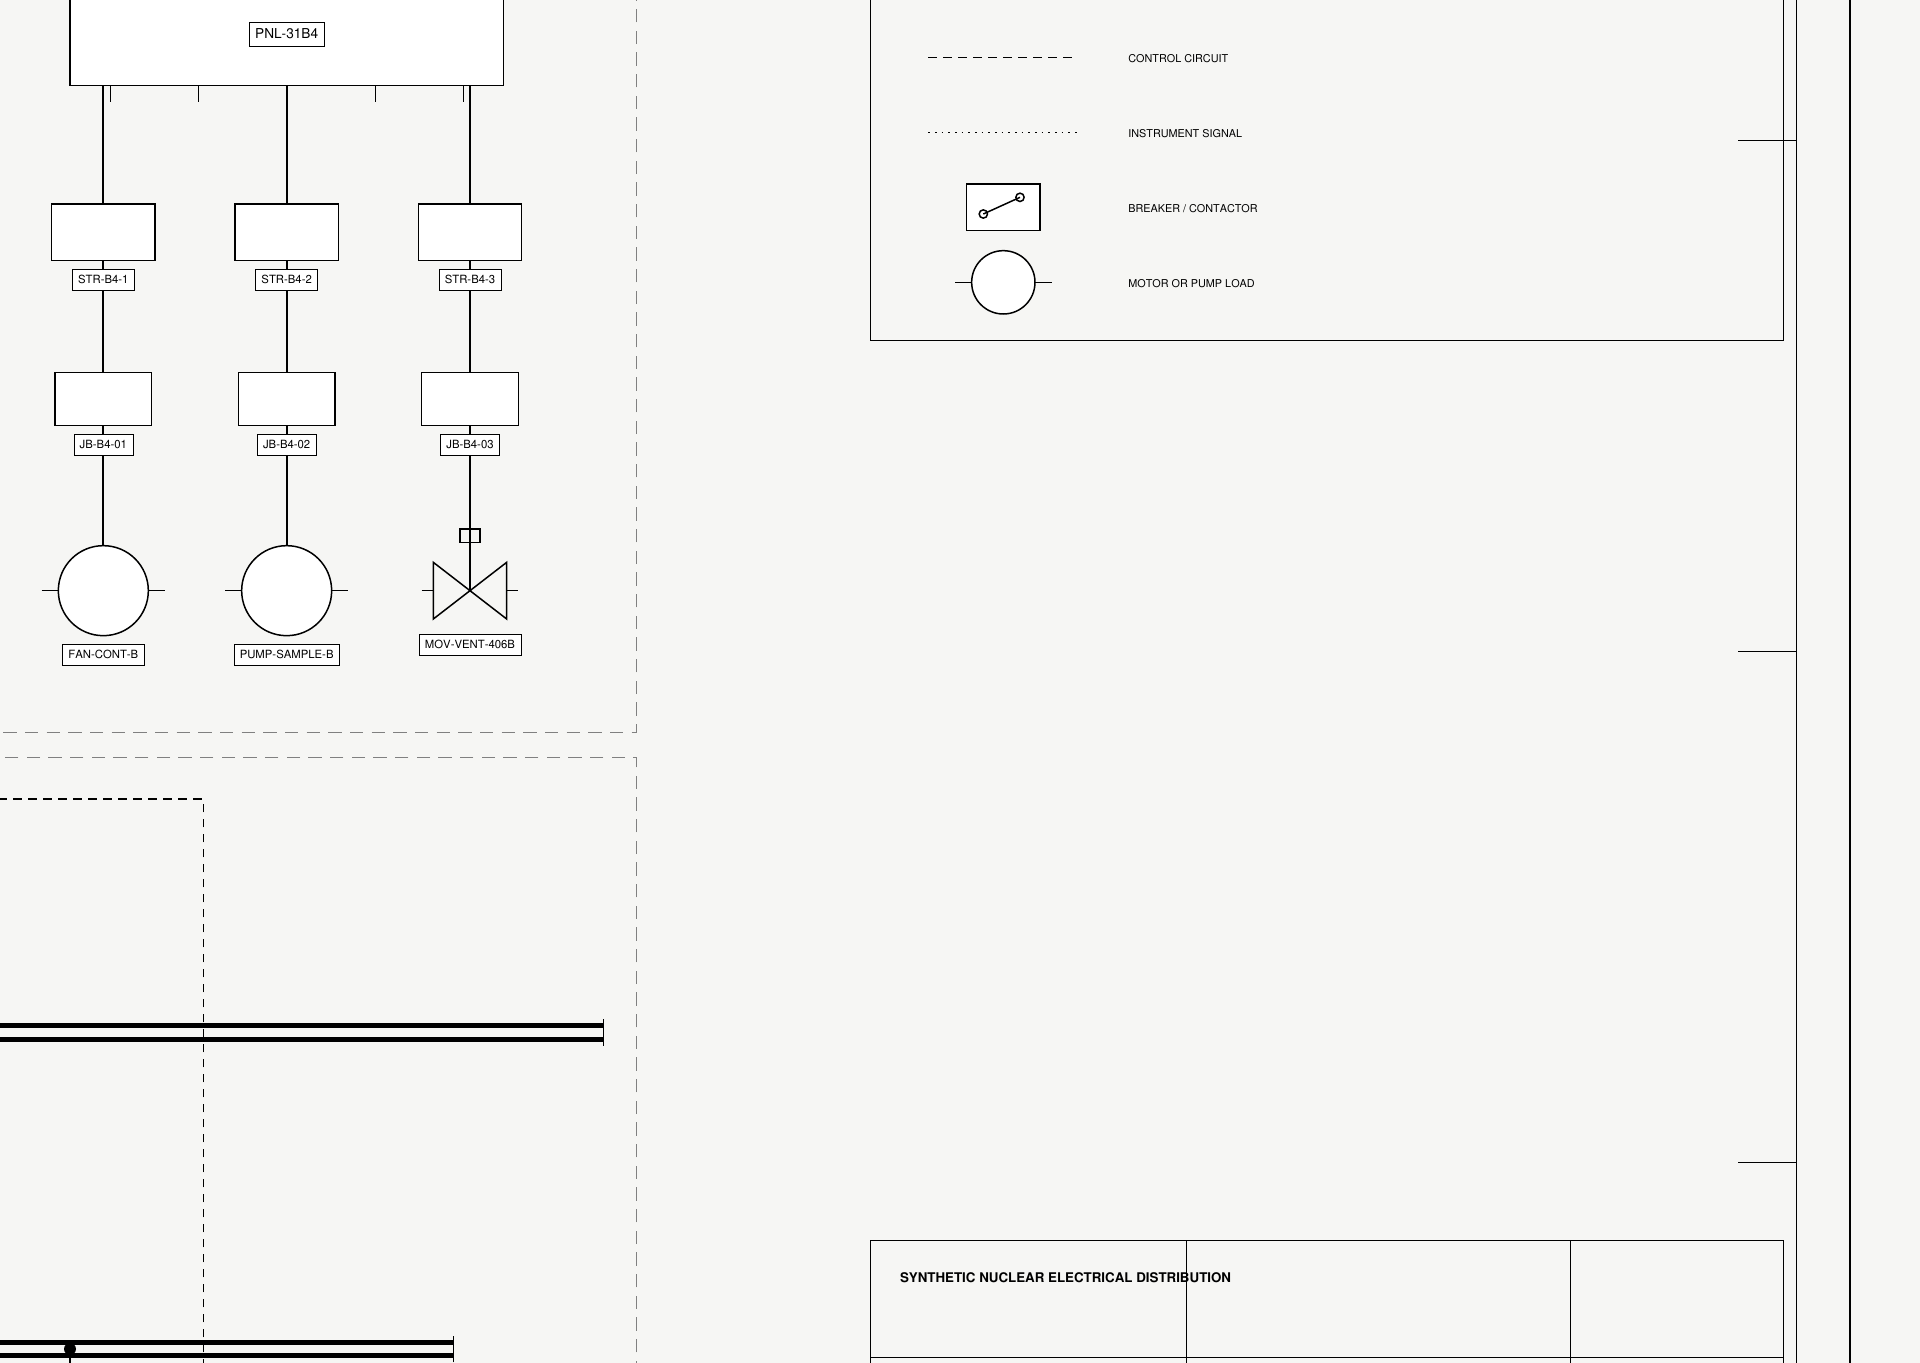 PNL-31B4
STR-B4-1
STR-B4-2
STR-B4-3
JB-B4-01
JB-B4-02
JB-B4-03
FAN-CONT-B
PUMP-SAMPLE-B
MOV-VENT-406B
CONTROL CIRCUIT
INSTRUMENT SIGNAL
BREAKER / CONTACTOR
MOTOR OR PUMP LOAD
SYNTHETIC NUCLEAR ELECTRICAL DISTRIBUTION